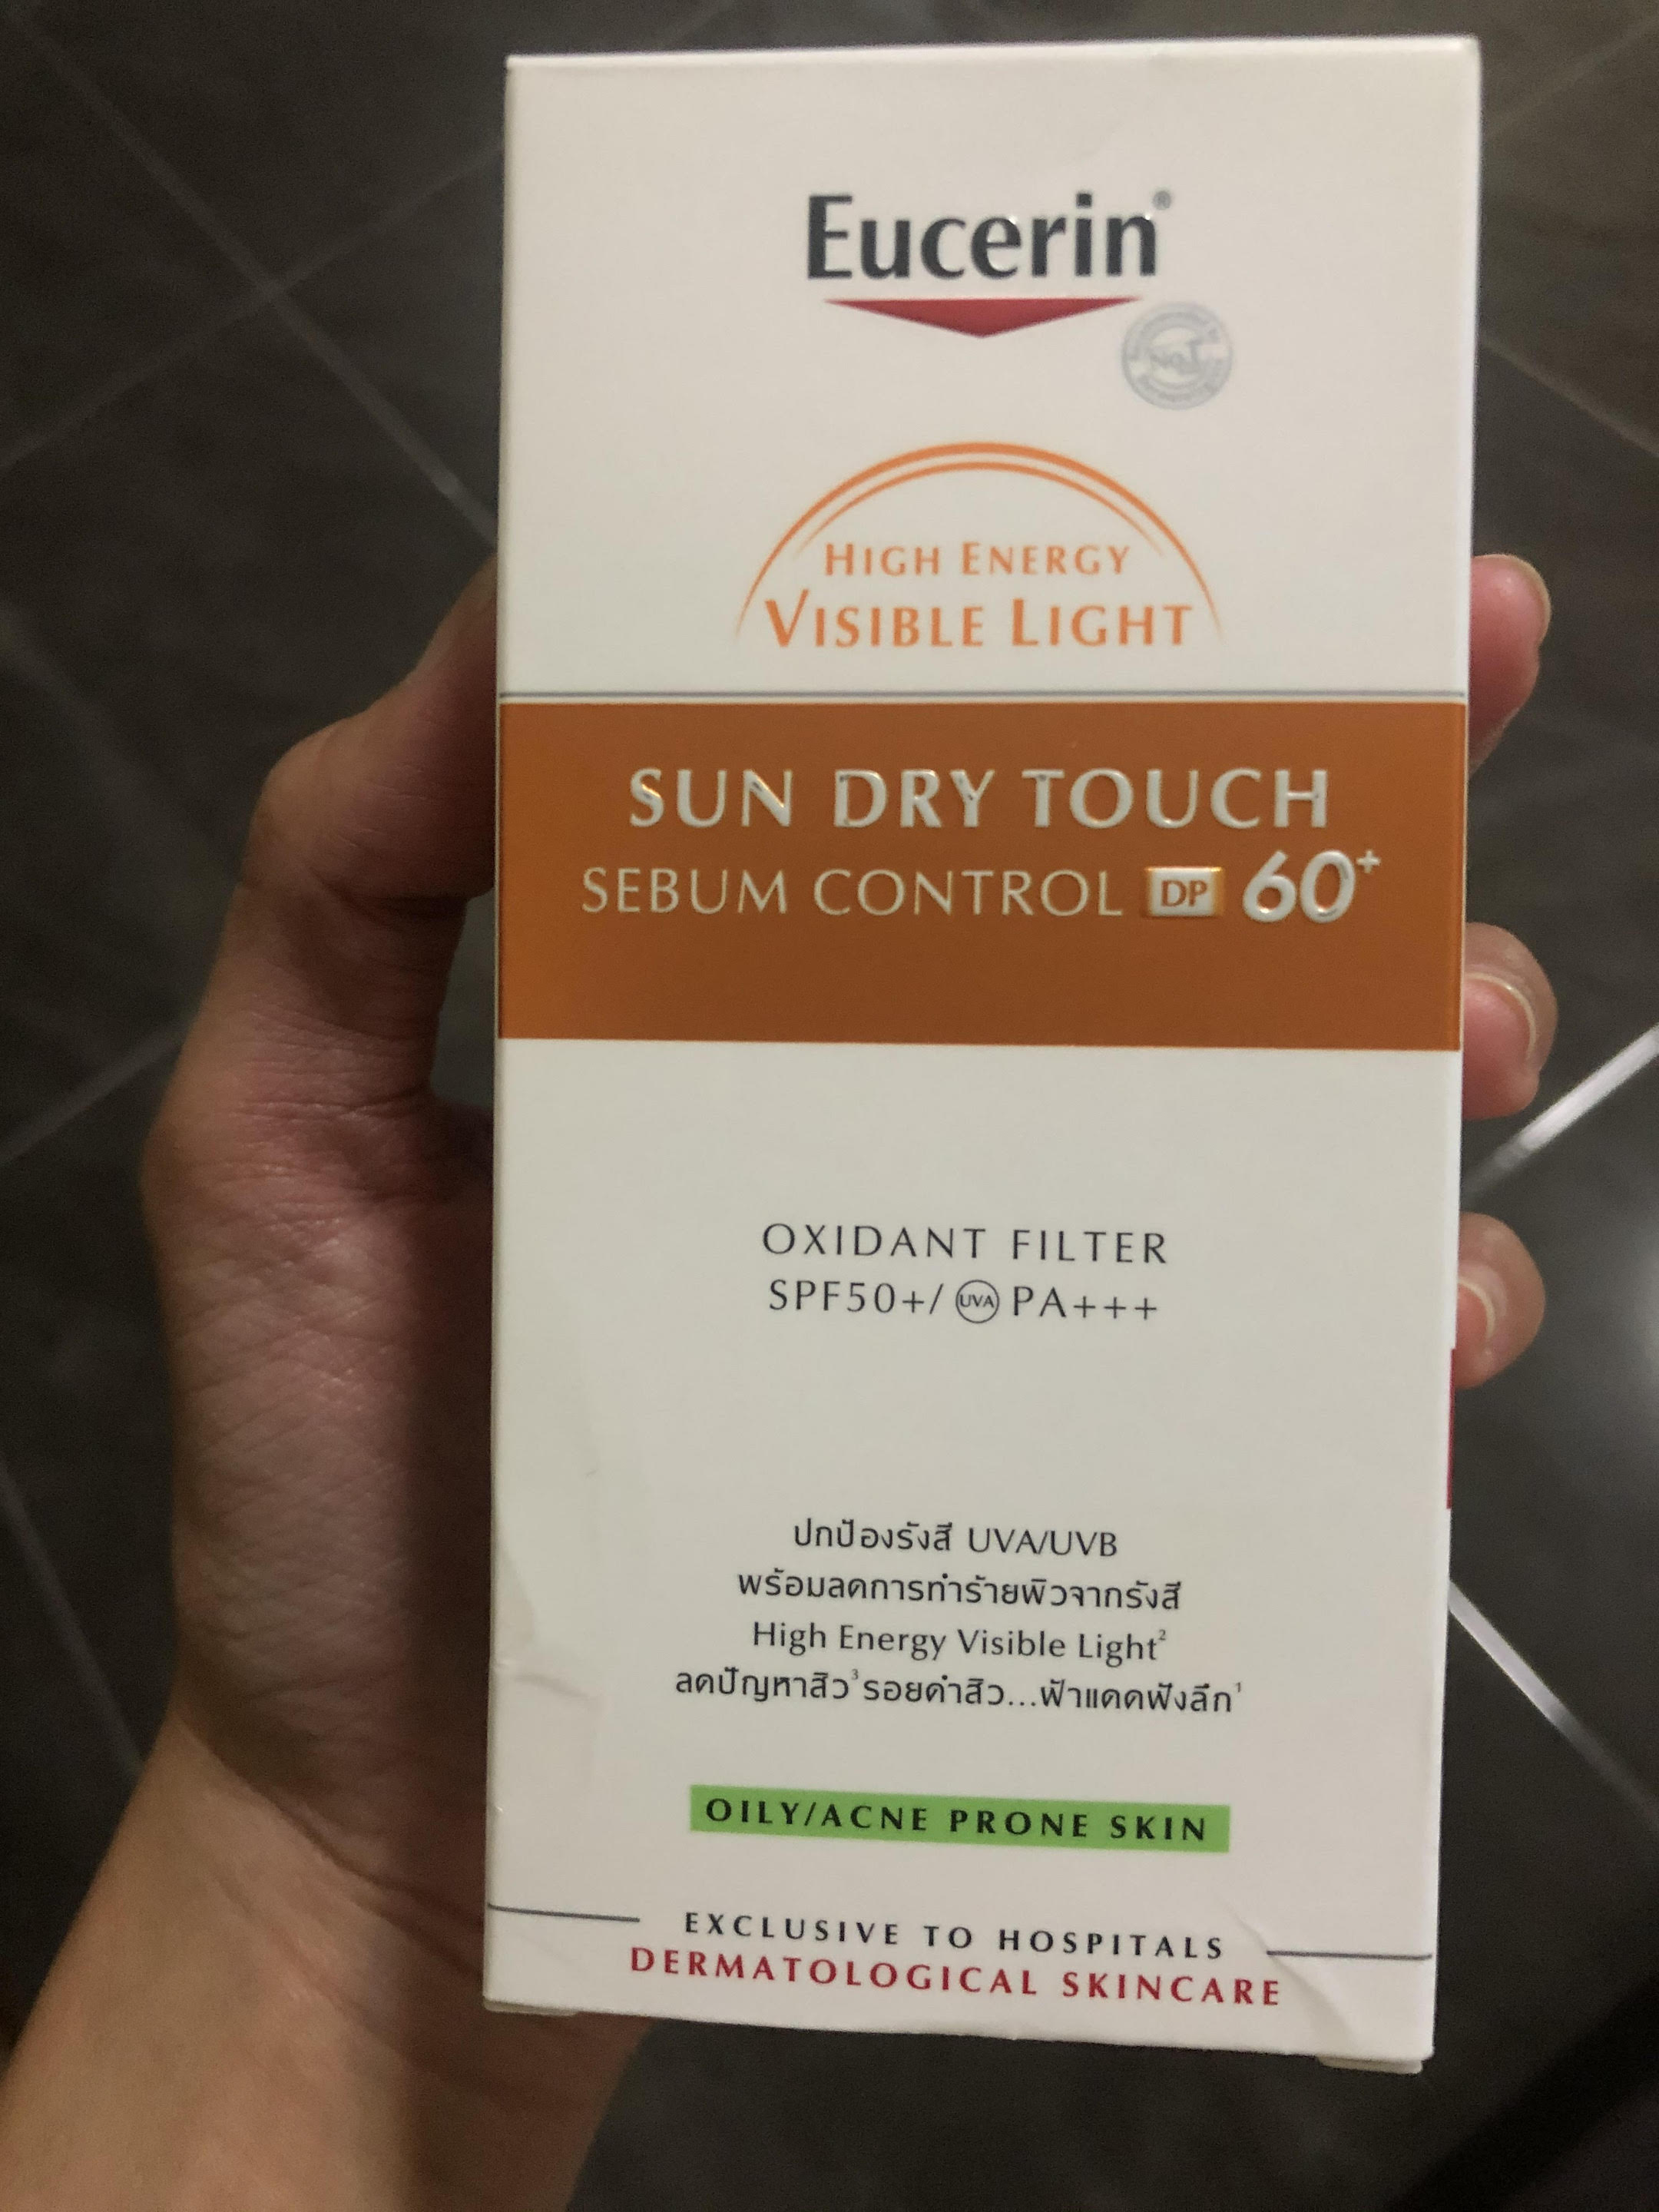 Eucerin®
No.1
HIGH ENERGY
VISIBLE LIGHT
SUN DRY TOUCH
SEBUM CONTROL DP 60+
OXIDANT FILTER
SPF50+/ UVA PA+++
ปกป้องรังสี UVA/UVB
พร้อมลดการทำร้ายผิวจากรังสี
High Energy Visible Light²
ลดปัญหาสิว³รอยดำสิว...ฟ้าแดดฝังลึก¹
OILY/ACNE PRONE SKIN
EXCLUSIVE TO HOSPITALS
DERMATOLOGICAL SKINCARE